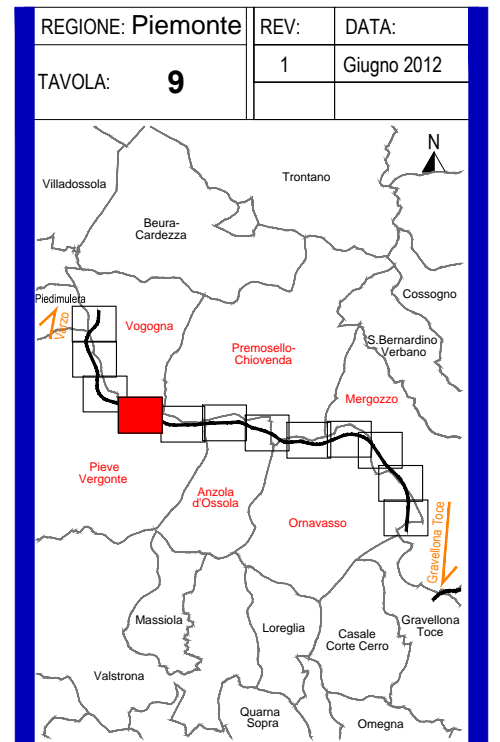 REGIONE: Piemonte
REV:
DATA:
TAVOLA: 9
1
Giugno 2012
N
Villadossola
Trontano
Beura-
Cardezza
Cossogno
Piedimulera
Varzo
Vogogna
Premosello-
Chiovenda
S.Bernardino
Verbano
Mergozzo
Pieve
Vergonte
Anzola
d'Ossola
Ornavasso
Gravellona Toce
Massiola
Loreglia
Casale
Corte Cerro
Gravellona
Toce
Valstrona
Quarna
Sopra
Omegna